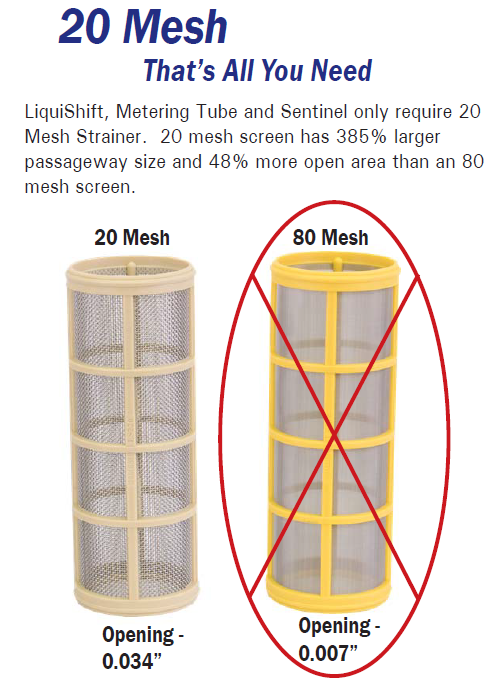 20 Mesh
That's All You Need
LiquiShift, Metering Tube and Sentinel only require 20
Mesh Strainer.  20 mesh screen has 385% larger
passageway size and 48% more open area than an 80
mesh screen.
20 Mesh
80 Mesh
Opening -
0.034”
Opening -
0.007”